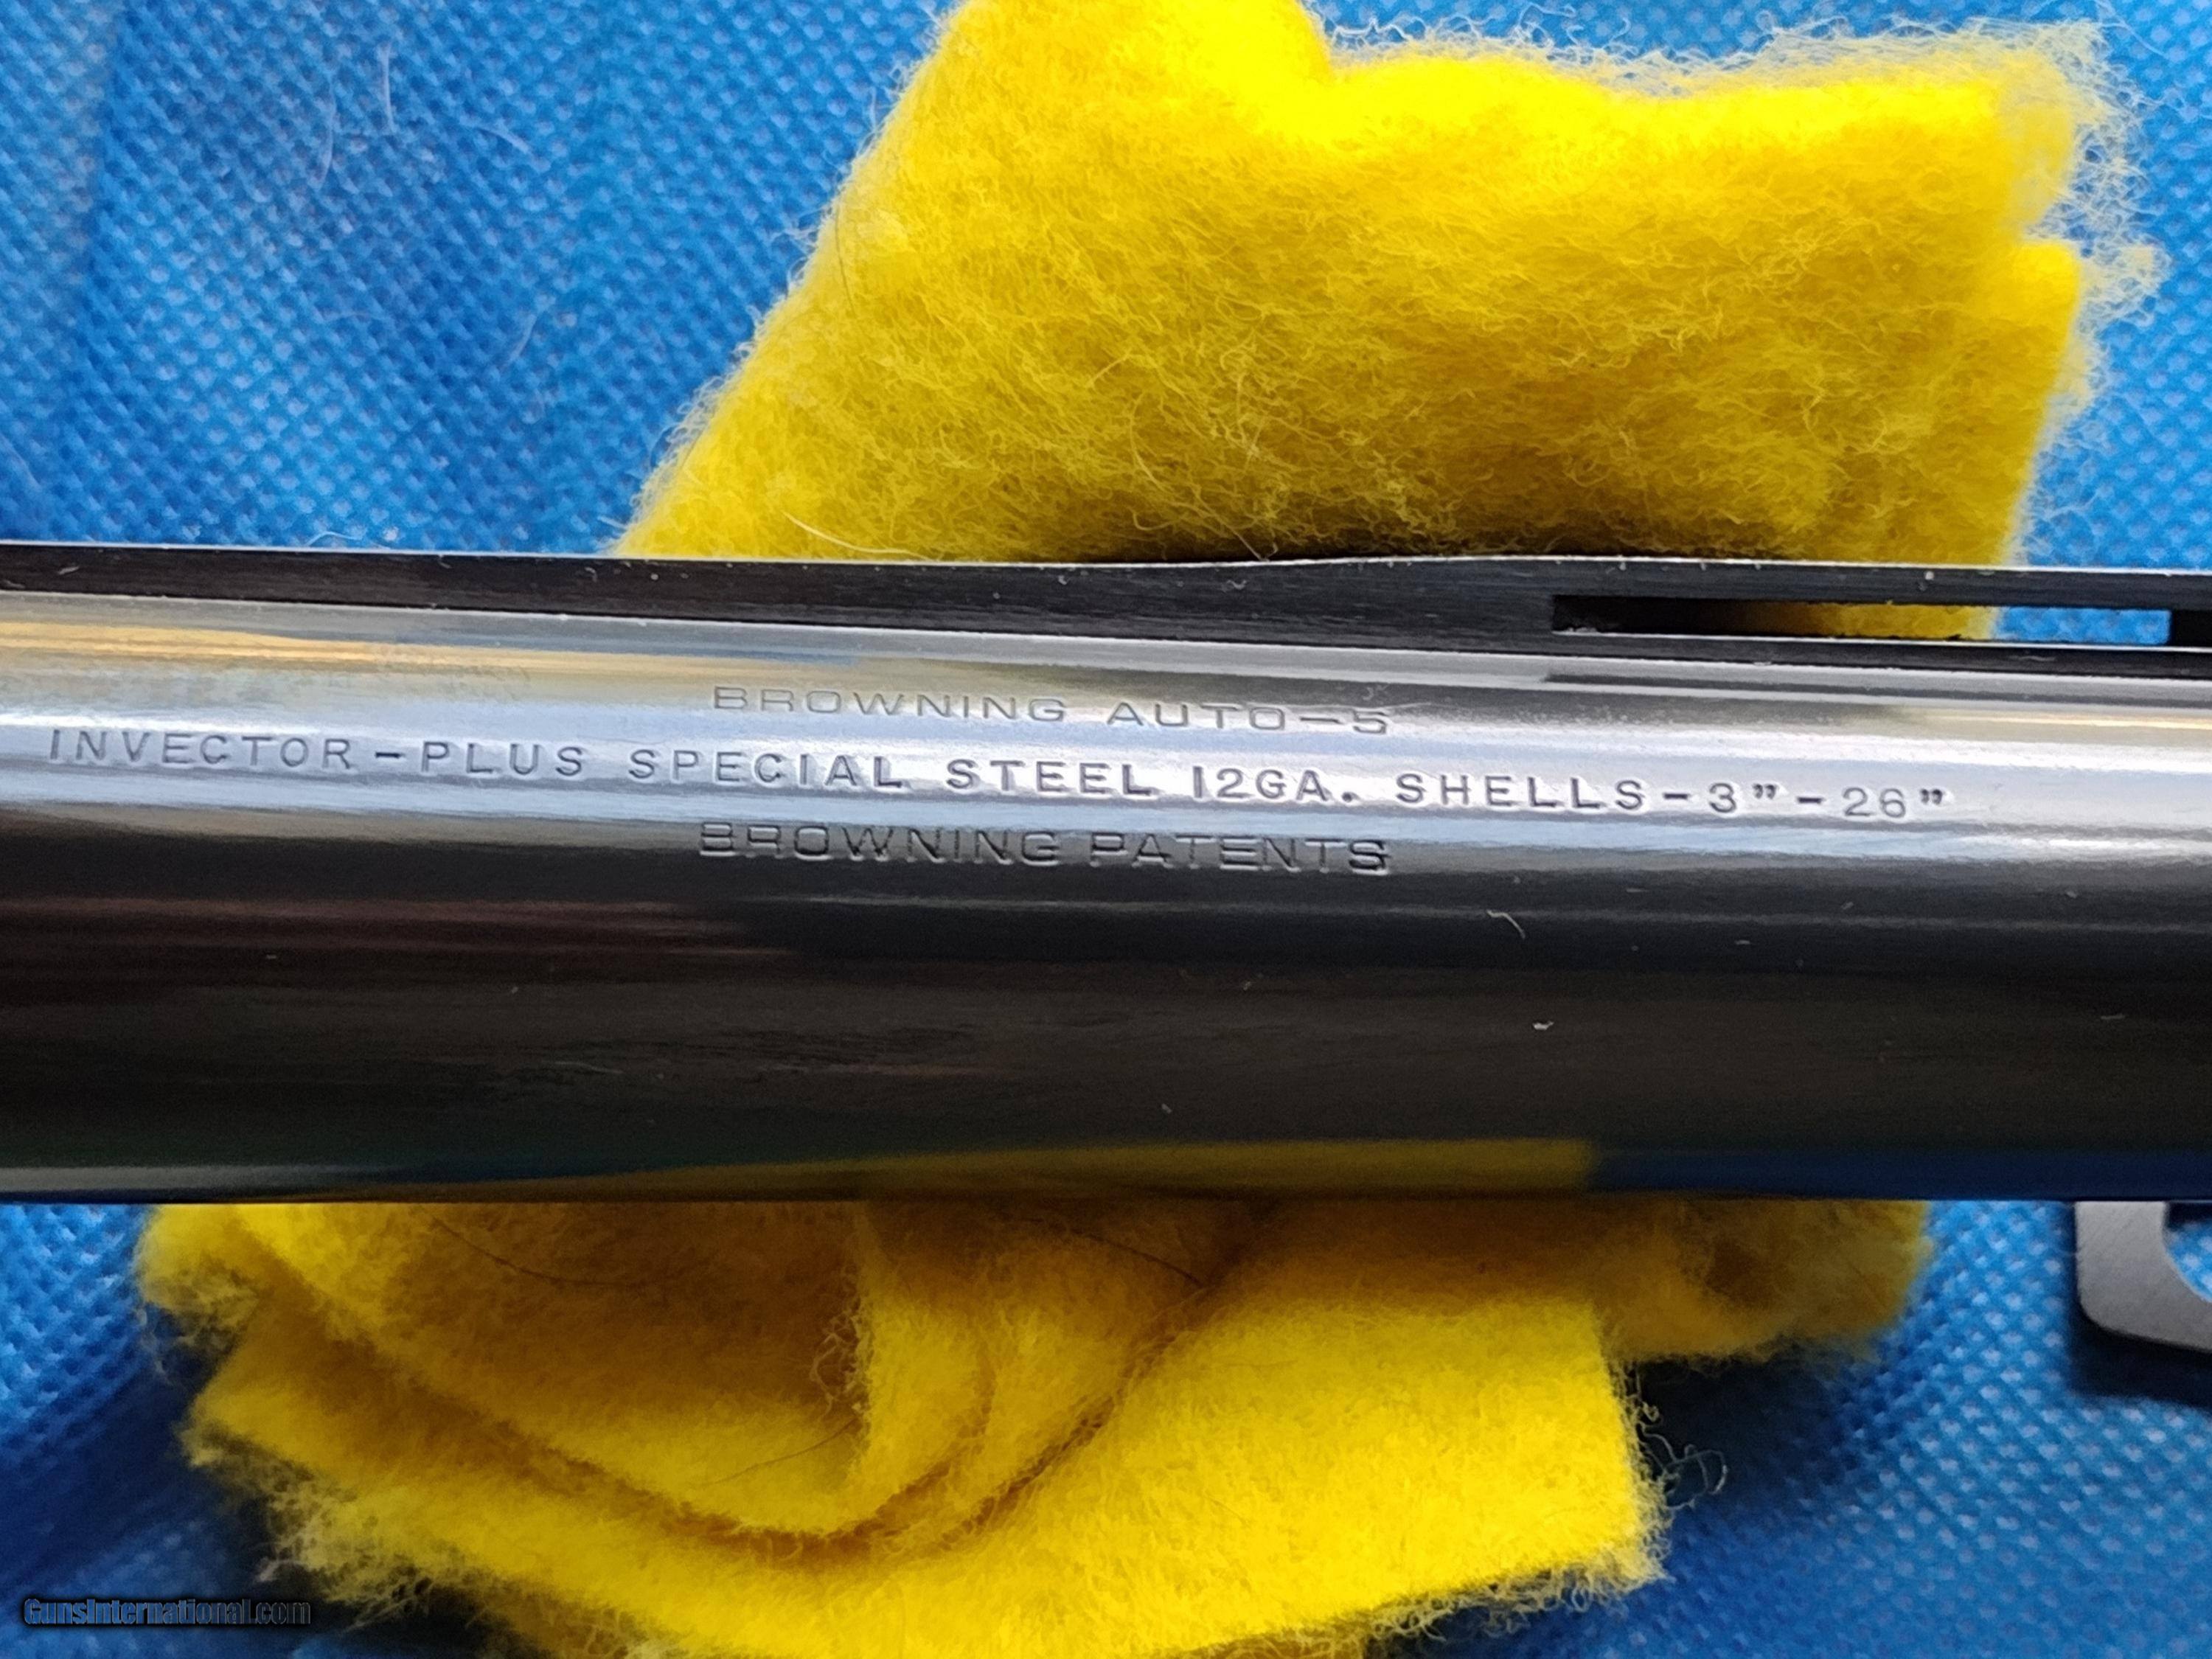 BROWNING AUTO-5
INVECTOR-PLUS SPECIAL STEEL 12GA. SHELLS-3"-26"
BROWNING PATENTS
GunsInternational.com